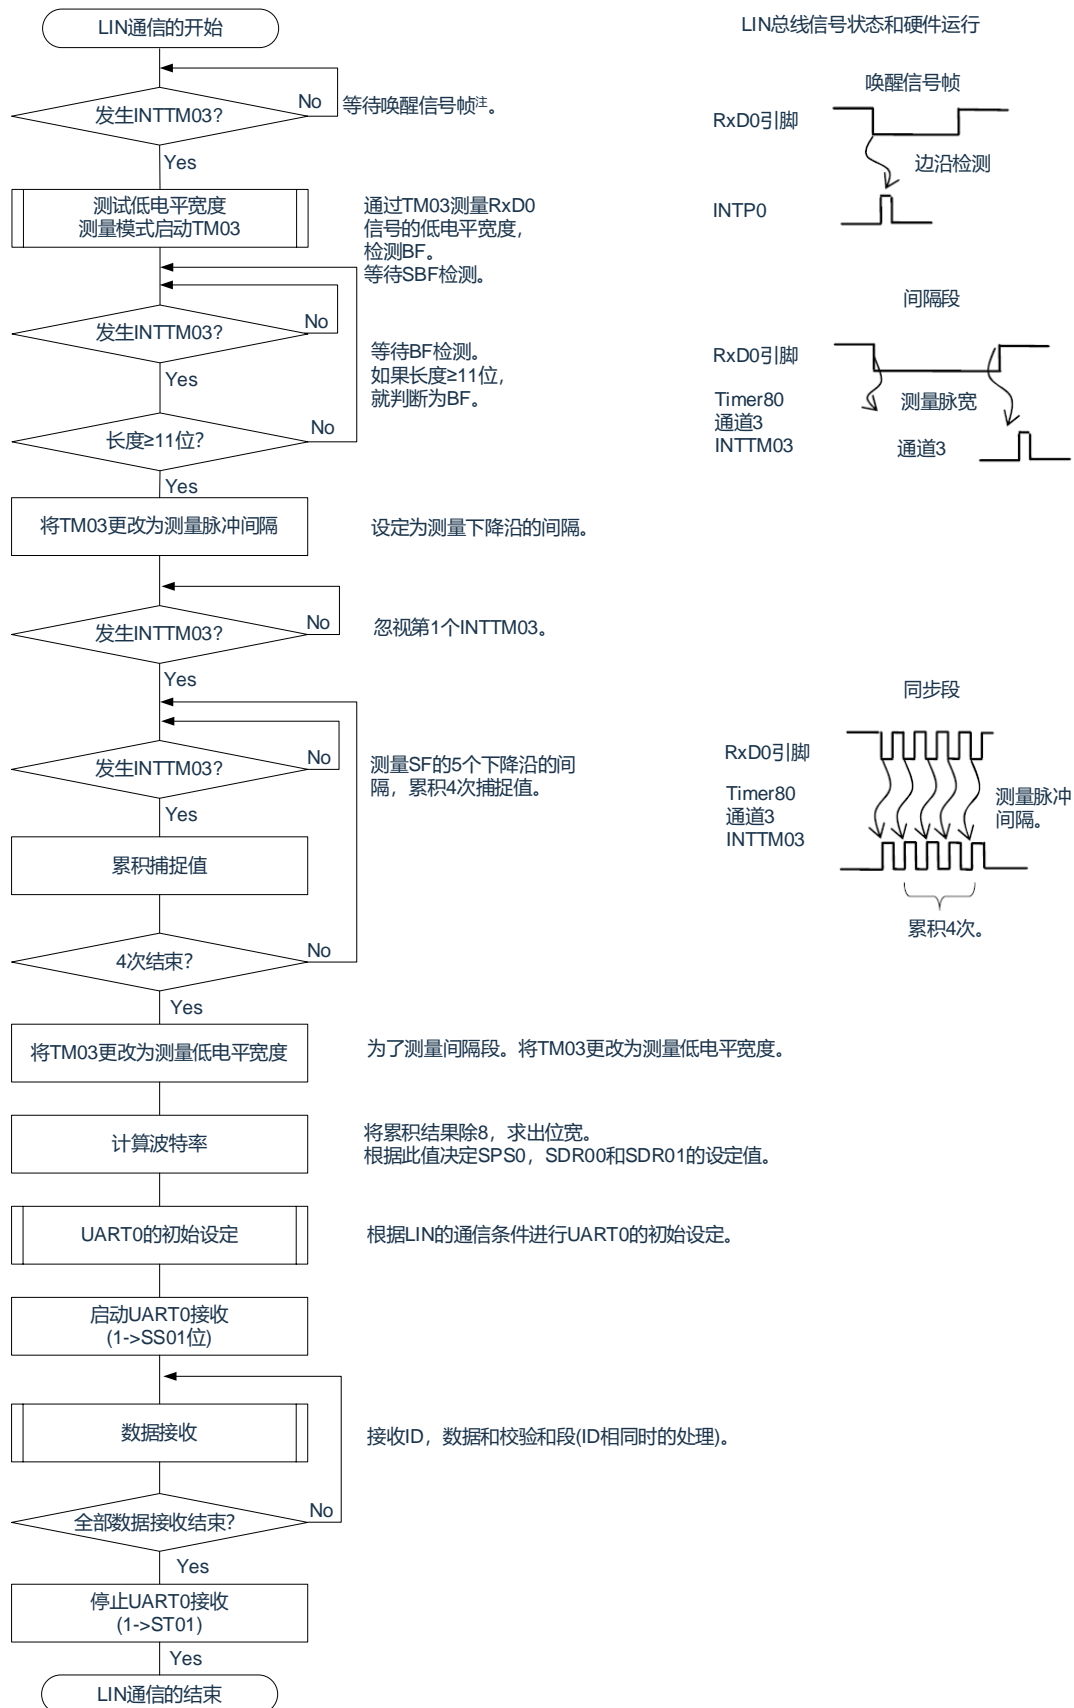 LIN通信的开始
LIN总线信号状态和硬件运行
发生INTTM03?
No
等待唤醒信号帧注。
Yes
唤醒信号帧
RxD0引脚
边沿检测
INTP0
测试低电平宽度
测量模式启动TM03
通过TM03测量RxD0
信号的低电平宽度,
检测BF。
等待SBF检测。
发生INTTM03?
No
Yes
等待BF检测。
如果长度≥11位,
就判断为BF。
间隔段
RxD0引脚
Timer80
通道3
INTTM03
测量脉宽
通道3
长度≥11位?
No
Yes
将TM03更改为测量脉冲间隔
设定为测量下降沿的间隔。
发生INTTM03?
No
忽视第1个INTTM03。
Yes
同步段
RxD0引脚
Timer80
通道3
INTTM03
测量脉冲
间隔。
累积4次。
发生INTTM03?
No
测量SF的5个下降沿的间
隔，累积4次捕捉值。
Yes
累积捕捉值
4次结束?
No
Yes
将TM03更改为测量低电平宽度
为了测量间隔段。将TM03更改为测量低电平宽度。
计算波特率
将累积结果除8，求出位宽。
根据此值决定SPS0，SDR00和SDR01的设定值。
UART0的初始设定
根据LIN的通信条件进行UART0的初始设定。
启动UART0接收
(1->SS01位)
数据接收
接收ID，数据和校验和段(ID相同时的处理)。
全部数据接收结束?
No
Yes
停止UART0接收
(1->ST01)
Yes
LIN通信的结束